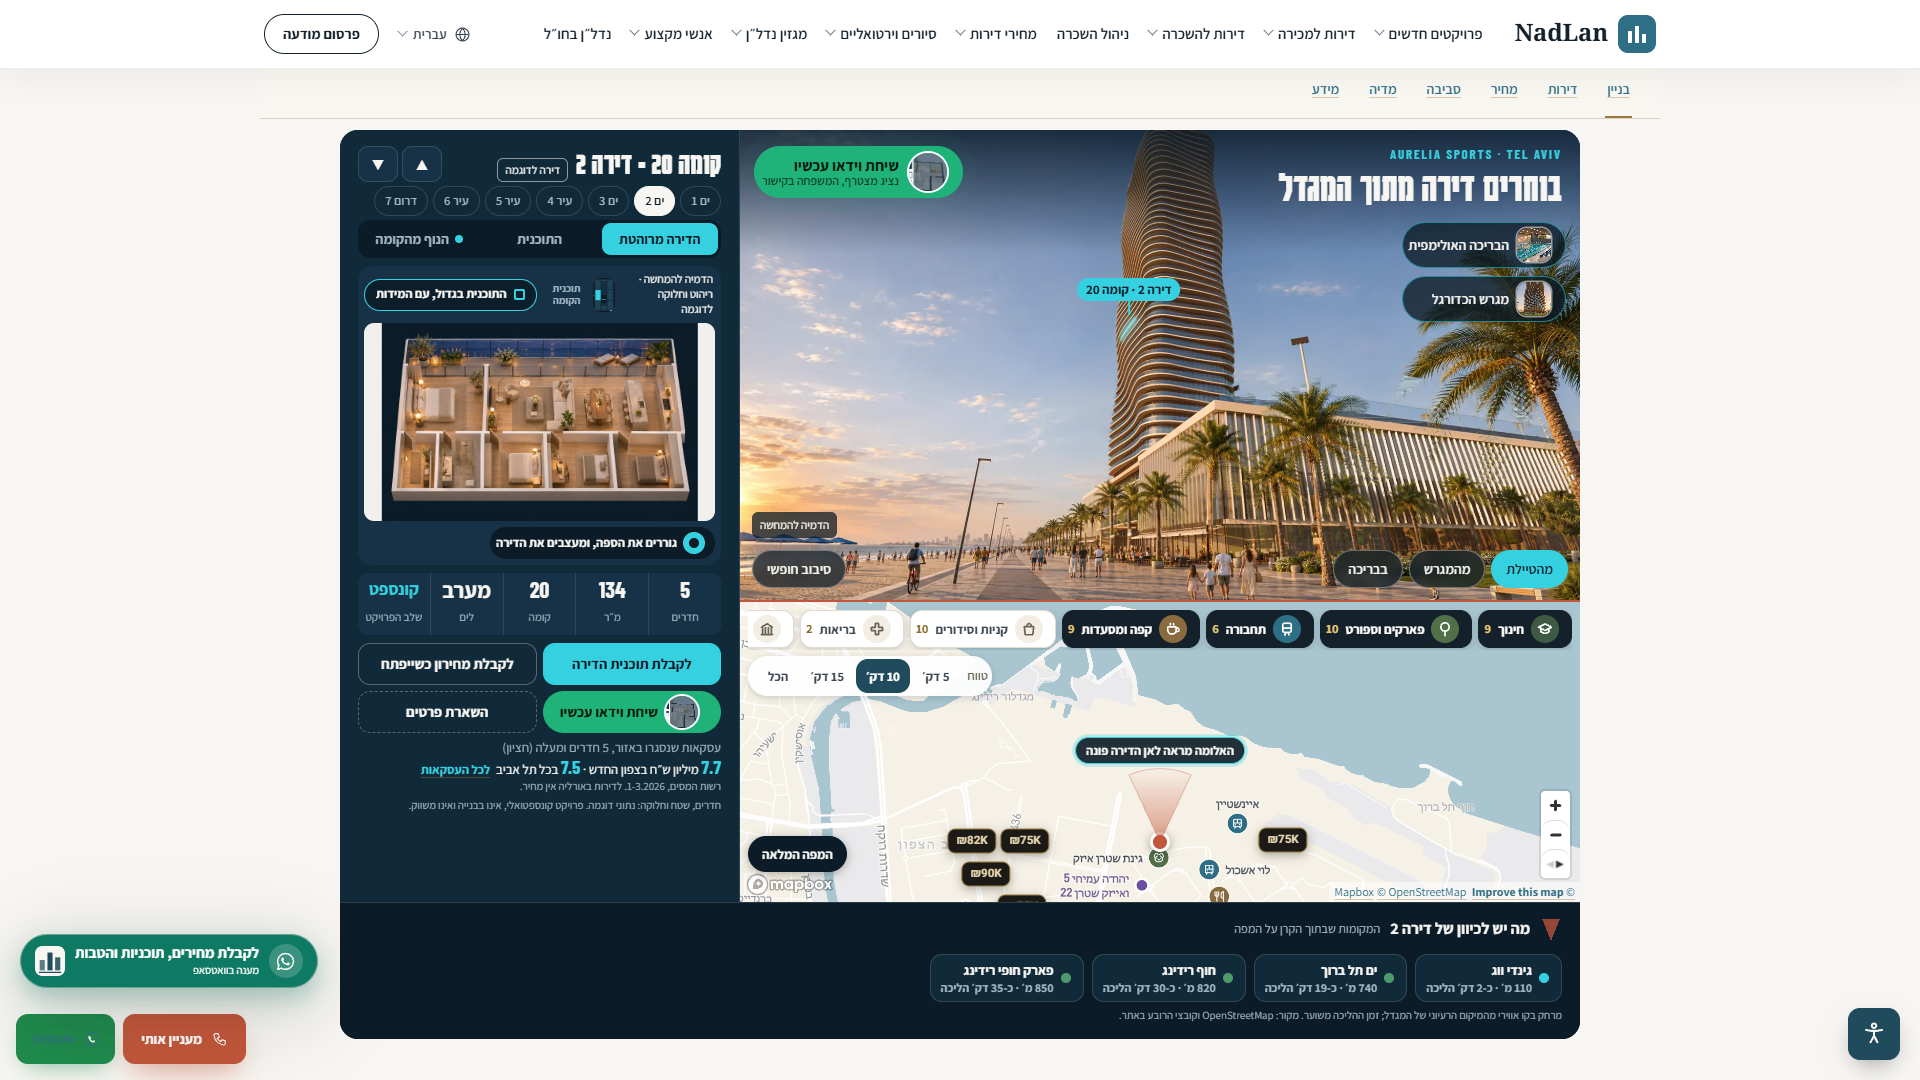 NadLan
פרויקטים חדשים
דירות למכירה
דירות להשכרה
ניהול השכרה
מחירי דירות
סיורים וירטואליים
מגזין נדל״ן
אנשי מקצוע
נדל״ן בחו״ל
עברית
פרסום מודעה
בניין
דירות
מחיר
סביבה
מדיה
מידע
AURELIA SPORTS · TEL AVIV
בוחרים דירה מתוך המגדל
שיחת וידאו עכשיו
נציג מצטרף, המשפחה בקישור
הבריכה האולימפית
מגרש הכדורגל
דירה 2 · קומה 20
הדמיה להמחשה
מהטיילת
מהמגרש
בבריכה
סיבוב חופשי
קומה 20 · דירה 2
דירה לדוגמה
▲
▼
ים 1
ים 2
ים 3
עיר 4
עיר 5
עיר 6
דרום 7
הדירה מרוהטת
התוכנית
הנוף מהקומה
הדמיה להמחשה ·
ריהוט וחלוקה
לדוגמה
תוכנית
הקומה
התוכנית בגדול, עם המידות
גוררים את הספה, ומעצבים את הדירה
5
חדרים
134
מ״ר
20
קומה
מערב
לים
קונספט
שלב הפרויקט
לקבלת תוכנית הדירה
לקבלת מחירון כשייפתח
שיחת וידאו עכשיו
השארת פרטים
עסקאות שנסגרו באזור, 5 חדרים ומעלה (חציון)
7.7 מיליון ש״ח בצפון החדש · 7.5 בכל תל אביב לכל העסקאות
רשות המסים, 1-3.2026. לדירות באורליה אין מחיר.
חדרים, שטח וחלוקה: נתוני דוגמה. פרויקט קונספטואלי, אינו בבנייה ואינו משווק.
חינוך 9
פארקים וספורט 10
תחבורה 6
קפה ומסעדות 9
קניות וסידורים 10
בריאות 2
טווח
5 דק׳
10 דק׳
15 דק׳
הכל
מגדלור רידינג
ישעיהו
אוסישקין
האלומה מראה לאן הדירה פונה
איינשטיין
חוף תל ברוך
₪82K
₪75K
₪75K
₪90K
ב הצפון
גינת שטרן איזק
לוי אשכול
יהודה עמיחי 5
ואייזק שטרן 22
המפה המלאה
mapbox
© Mapbox © OpenStreetMap Improve this map
מה יש לכיוון של דירה 2
המקומות שבתוך הקרן על המפה
גינדי ווג
110 מ׳ · כ-2 דק׳ הליכה
ים תל ברוך
740 מ׳ · כ-19 דק׳ הליכה
חוף רידינג
820 מ׳ · כ-30 דק׳ הליכה
פארק חופי רידינג
850 מ׳ · כ-35 דק׳ הליכה
מרחק בקו אווירי מהמיקום הרעיוני של המגדל; זמן ההליכה משוער. מקור: OpenStreetMap וקובצי הרובע באתר.
לקבלת מחירים, תוכניות והטבות
מענה בוואטסאפ
מעניין אותי